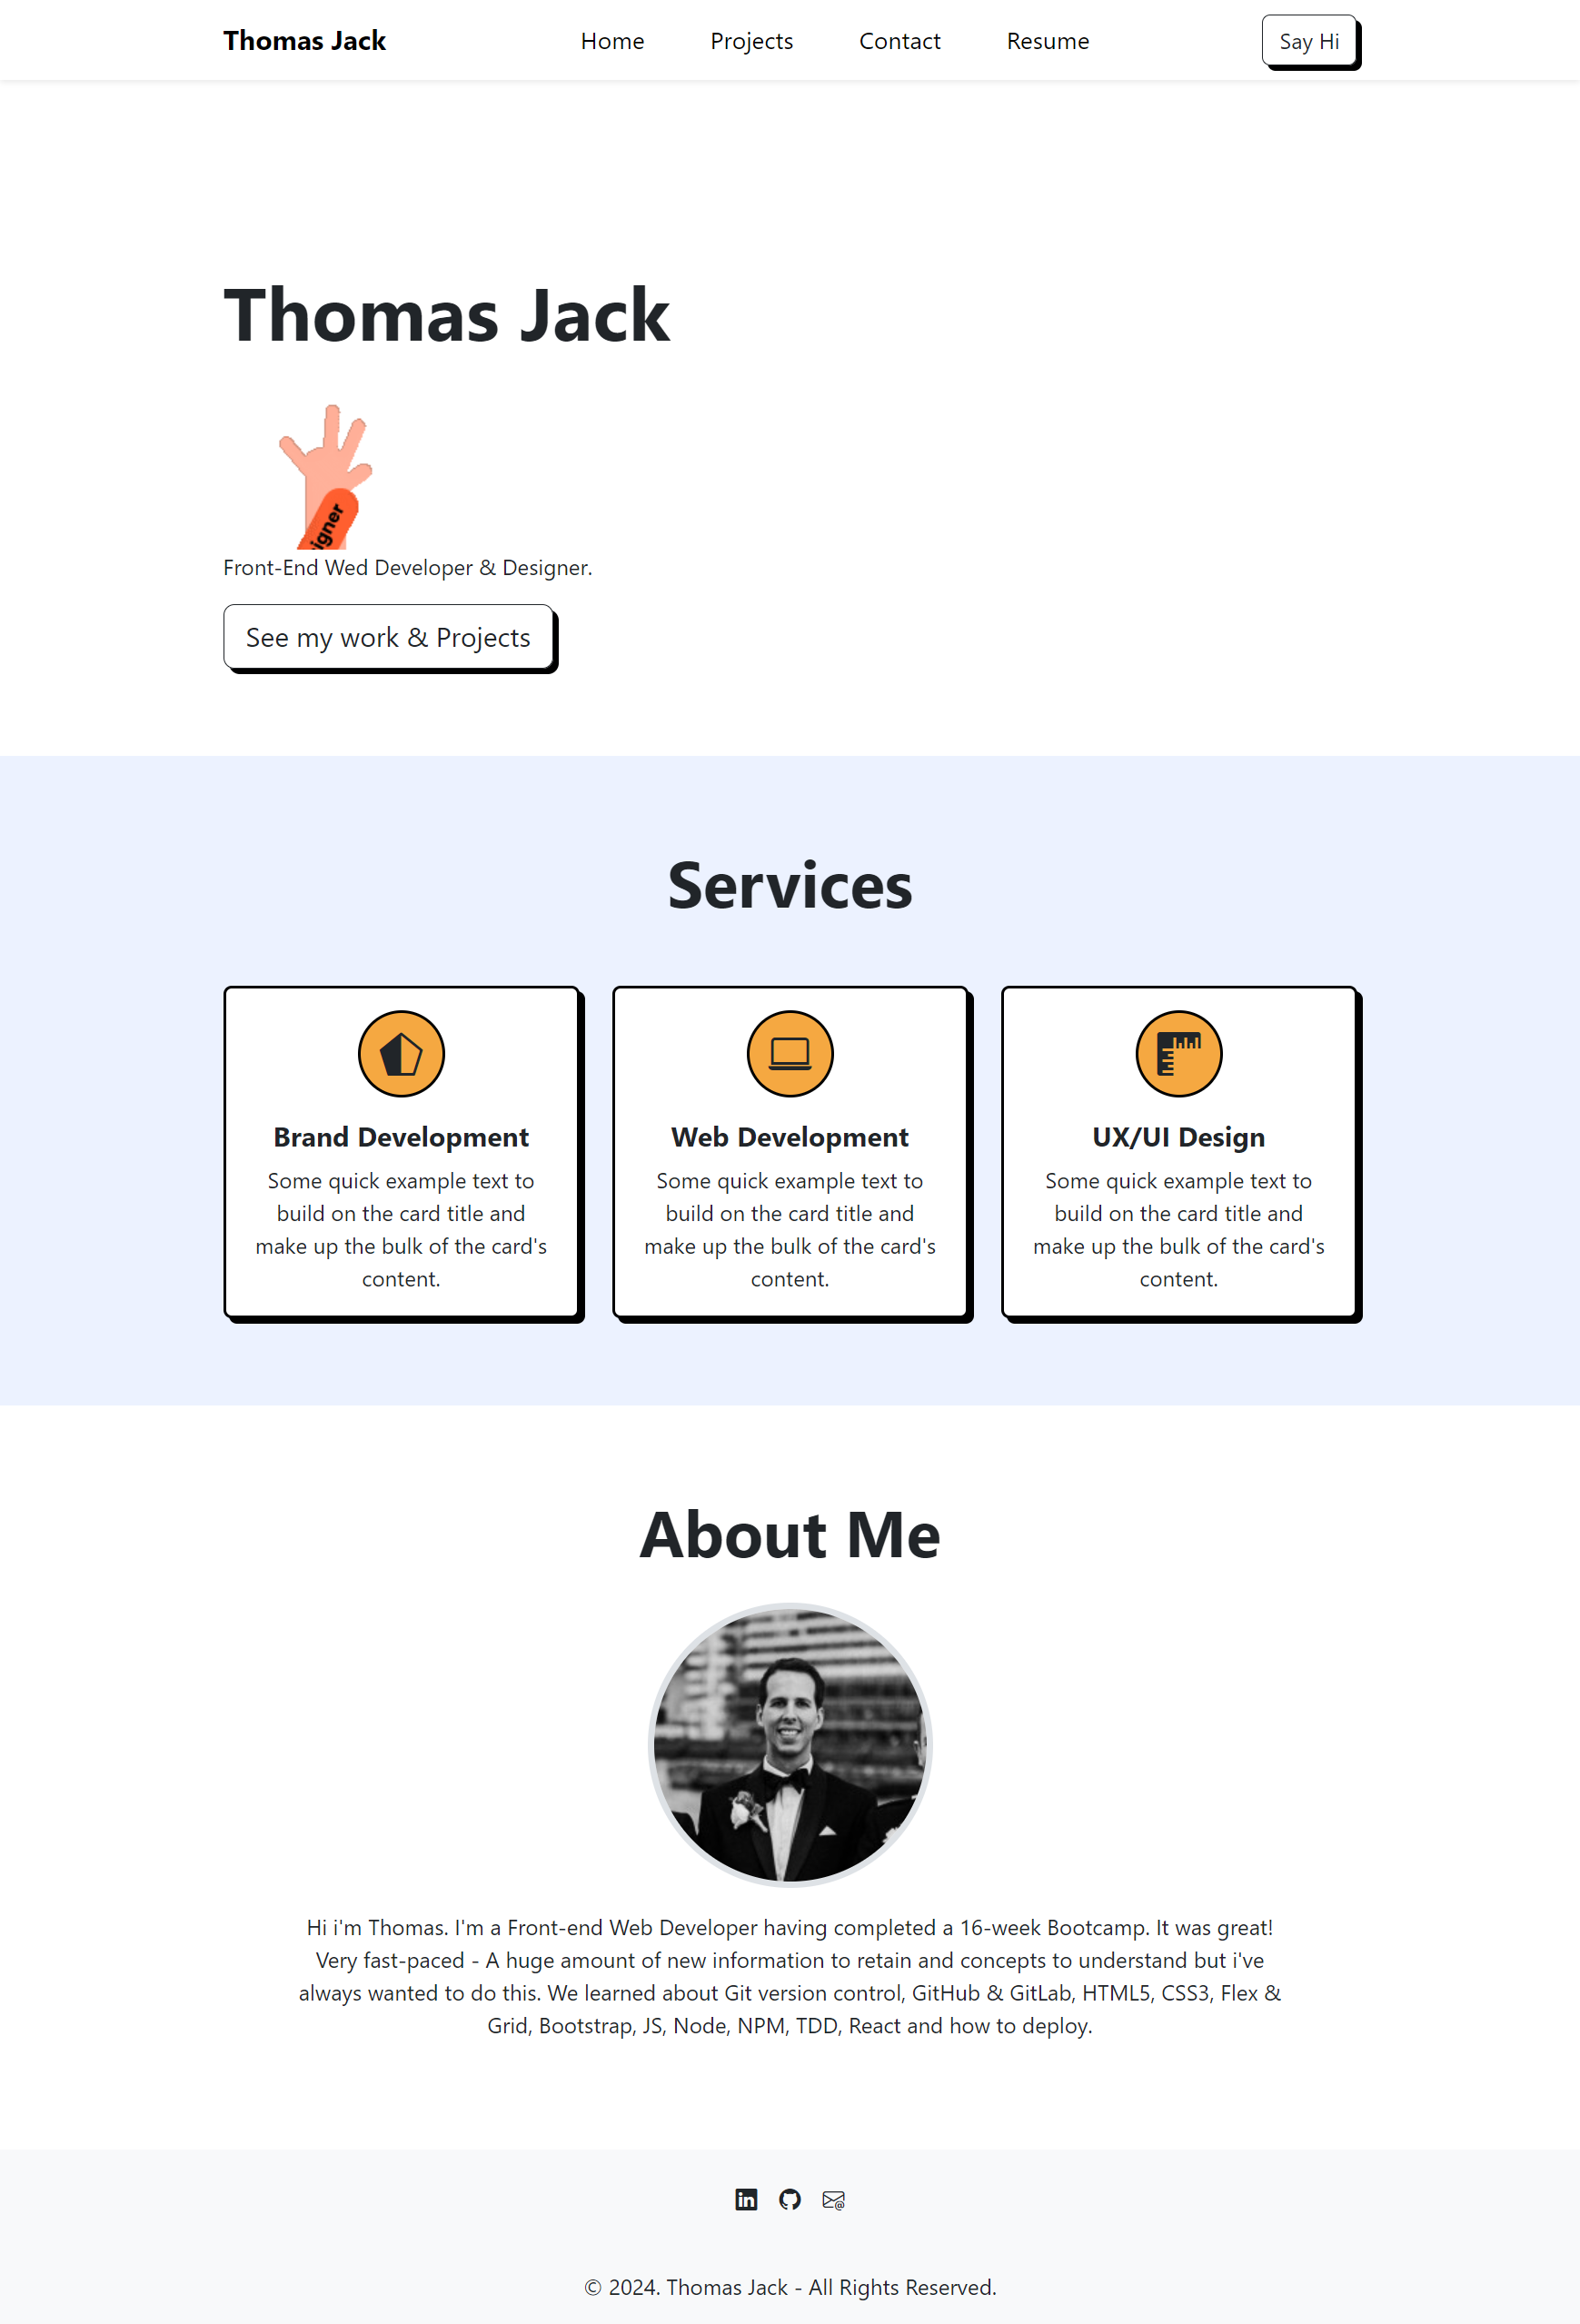 Thomas Jack
Home
Projects
Contact
Resume
Say Hi
Thomas Jack
igner
Front-End Wed Developer & Designer.
See my work & Projects
Services
Brand Development
Some quick example text to
build on the card title and
make up the bulk of the card's
content.
Web Development
Some quick example text to
build on the card title and
make up the bulk of the card's
content.
UX/UI Design
Some quick example text to
build on the card title and
make up the bulk of the card's
content.
About Me
Hi i'm Thomas. I'm a Front-end Web Developer having completed a 16-week Bootcamp. It was great!
Very fast-paced - A huge amount of new information to retain and concepts to understand but i've
always wanted to do this. We learned about Git version control, GitHub & GitLab, HTML5, CSS3, Flex &
Grid, Bootstrap, JS, Node, NPM, TDD, React and how to deploy.
© 2024. Thomas Jack - All Rights Reserved.